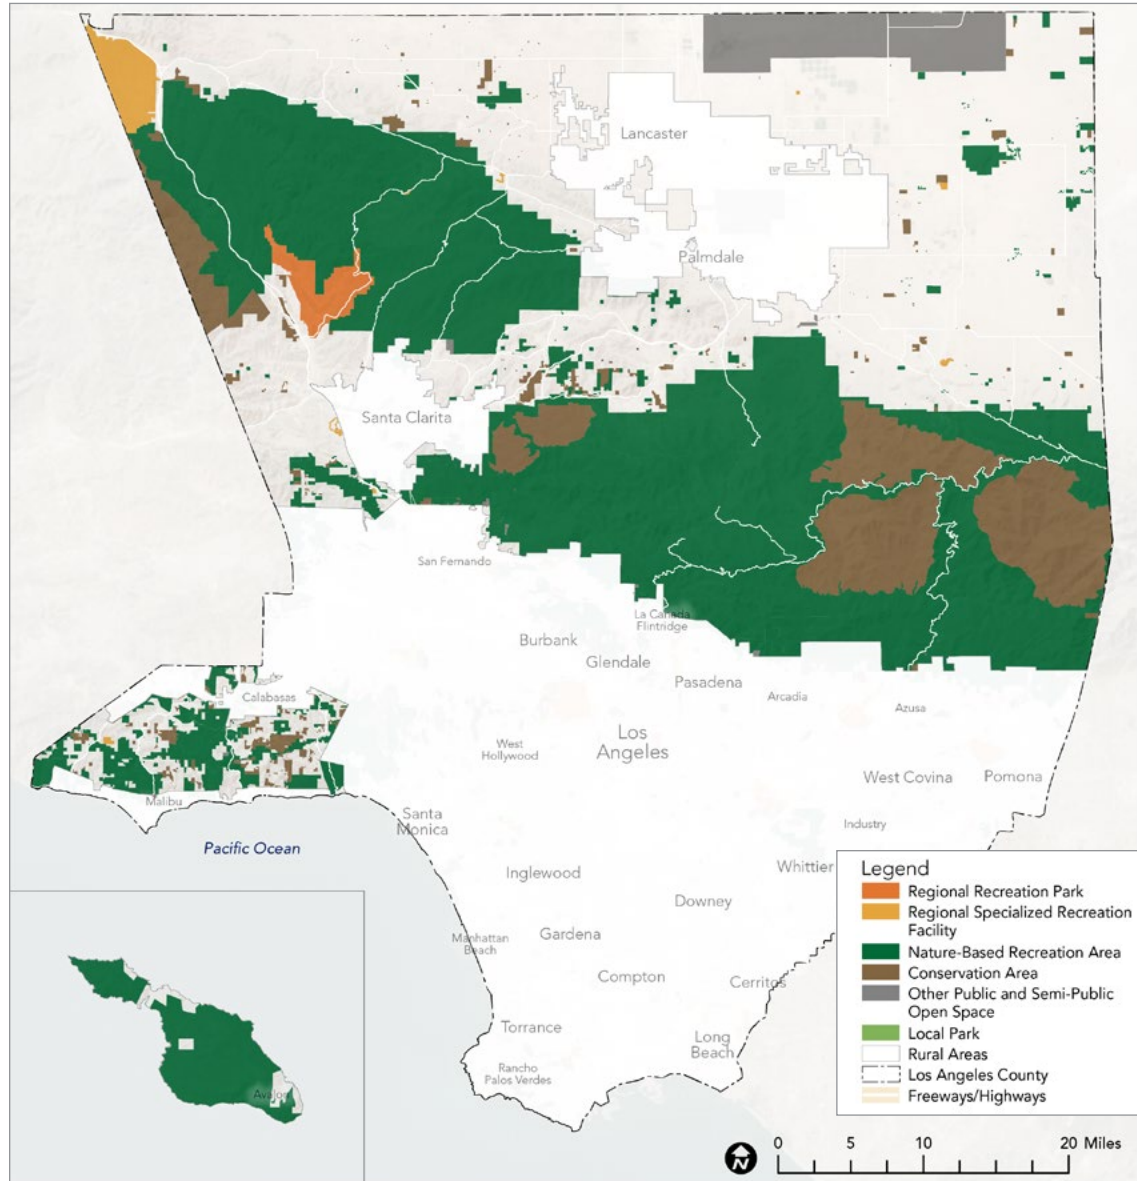 Lancaster
Palmdale
Santa Clarita
San Fernando
La Cañada
Flintridge
Burbank
Glendale
Pasadena
Arcadia
Azusa
Calabasas
West
Hollywood
Los
Angeles
West Covina
Pomona
Malibu
Santa
Monica
Industry
Pacific Ocean
Whittier
Inglewood
Downey
Manhattan
Beach
Gardena
Compton
Cerritos
Torrance
Long
Beach
Rancho
Palos Verdes
Avalon
Legend
Regional Recreation Park
Regional Specialized Recreation
Facility
Nature-Based Recreation Area
Conservation Area
Other Public and Semi-Public
Open Space
Local Park
Rural Areas
Los Angeles County
Freeways/Highways
N
0 5 10 20 Miles